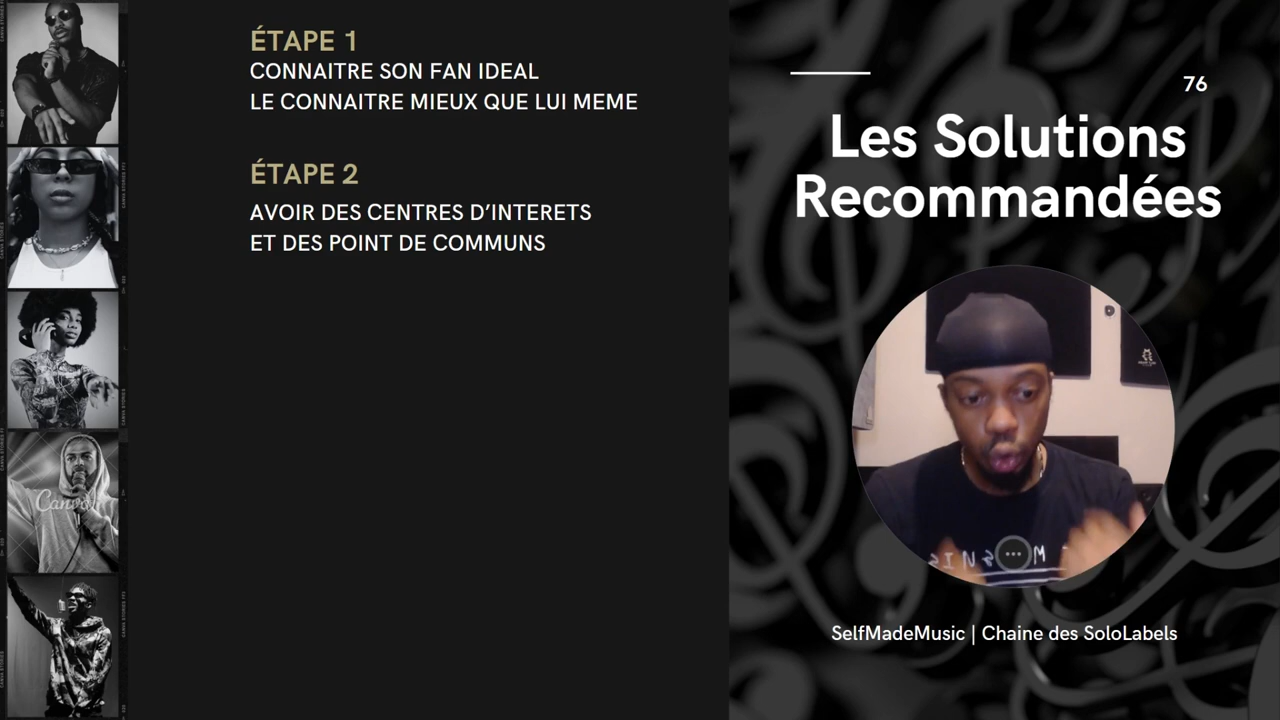 ÉTAPE 1
CONNAITRE SON FAN IDEAL
LE CONNAITRE MIEUX QUE LUI MEME
ÉTAPE 2
AVOIR DES CENTRES D’INTERETS
ET DES POINT DE COMMUNS
76
Les Solutions
Recommandées
SelfMadeMusic | Chaine des SoloLabels
Canva